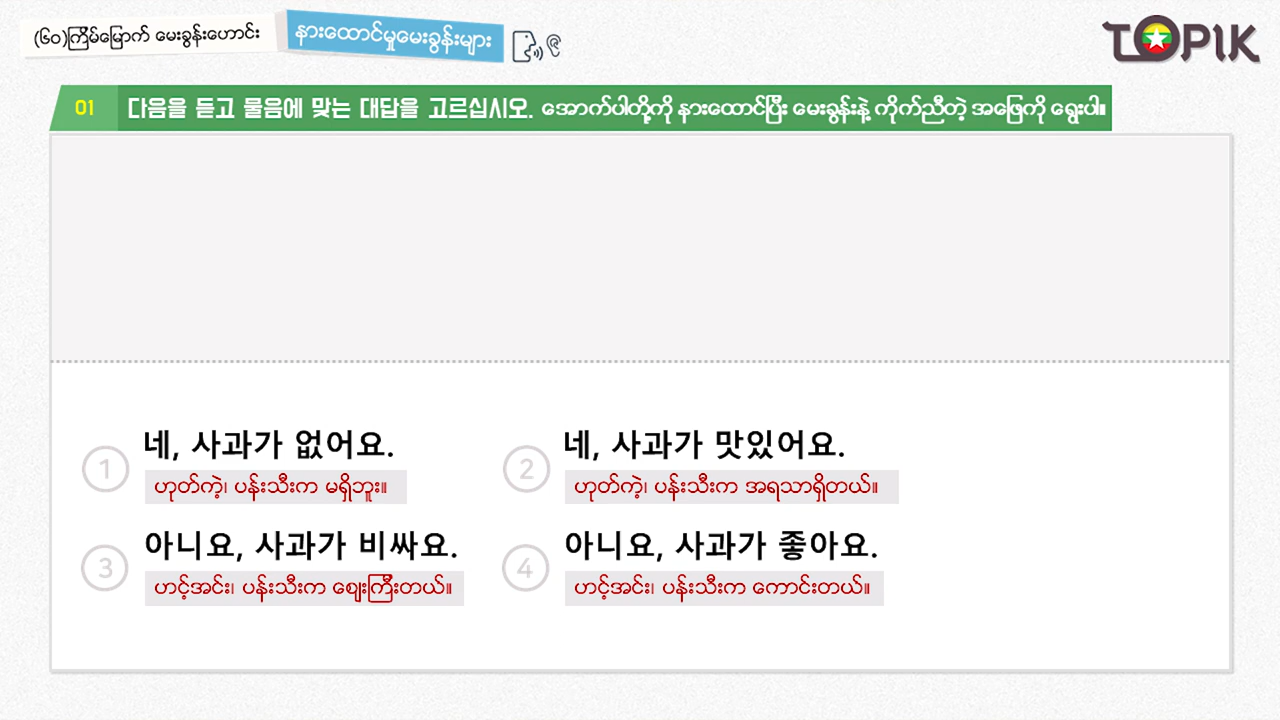 (၆၀)ကြိမ်မြောက် မေးခွန်းဟောင်း
နားထောင်မှုမေးခွန်းများ
TOPIK
01 다음을 듣고 물음에 맞는 대답을 고르십시오. အောက်ပါတို့ကို နားထောင်ပြီး မေးခွန်းနဲ့ ကိုက်ညီတဲ့ အဖြေကို ရွေးပါ။
1 네, 사과가 없어요.
ဟုတ်ကဲ့၊ ပန်းသီးက မရှိဘူး။
2 네, 사과가 맛있어요.
ဟုတ်ကဲ့၊ ပန်းသီးက အရသာရှိတယ်။
3 아니요, 사과가 비싸요.
ဟင့်အင်း၊ ပန်းသီးက ဈေးကြီးတယ်။
4 아니요, 사과가 좋아요.
ဟင့်အင်း၊ ပန်းသီးက ကောင်းတယ်။